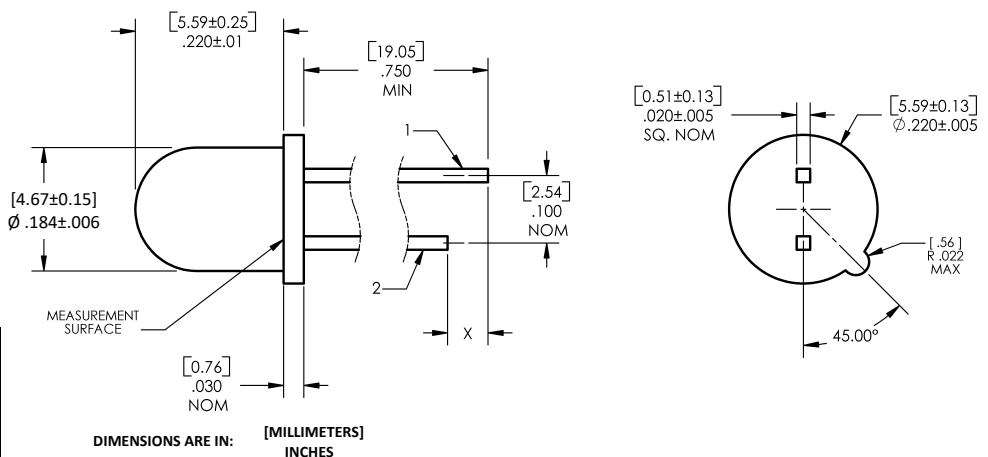 [5.59±0.25]
.220±.01
[19.05]
.750
MIN
1
[2.54]
.100
NOM
[4.67±0.15]
Ø .184±.006
2
MEASUREMENT
SURFACE
X
[0.76]
.030
NOM
[0.51±0.13]
.020±.005
SQ. NOM
[5.59±0.13]
Ø.220±.005
[.56]
R .022
MAX
45.00°
DIMENSIONS ARE IN:
[MILLIMETERS]
INCHES